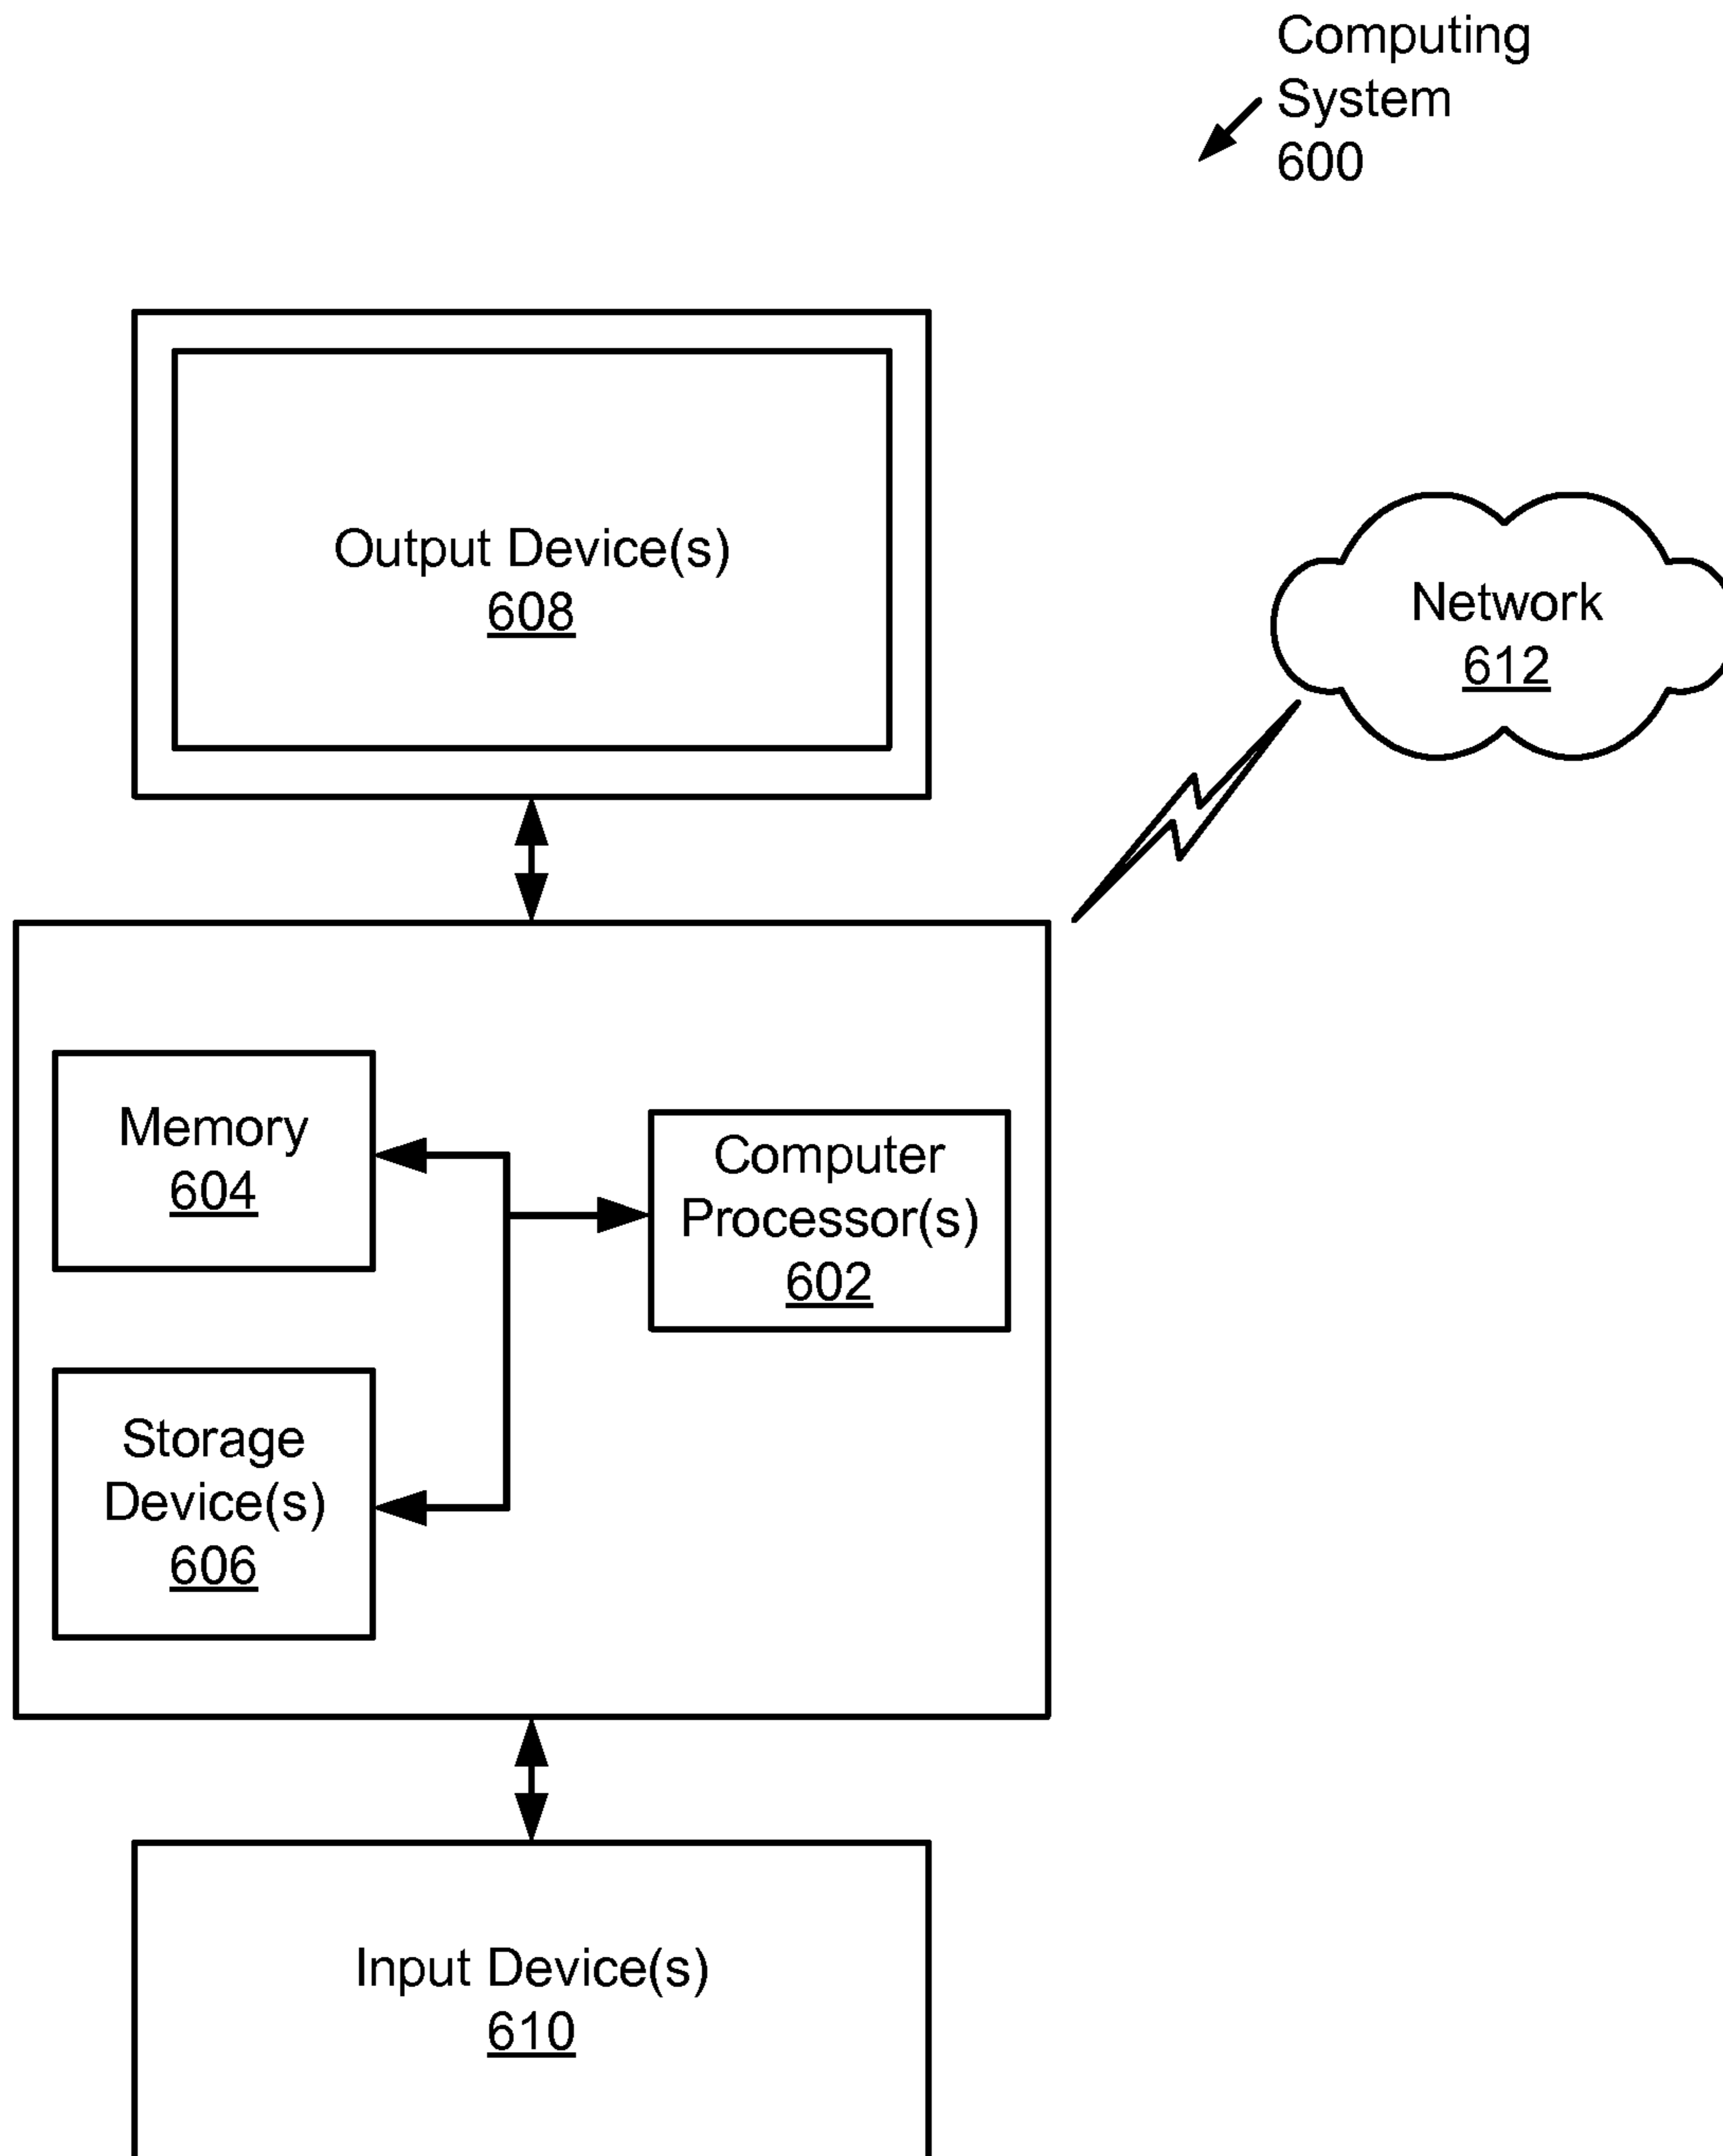 Computing
System
600
Output Device(s)
608
Network
612
Memory
604
Computer
Processor(s)
602
Storage
Device(s)
606
Input Device(s)
610